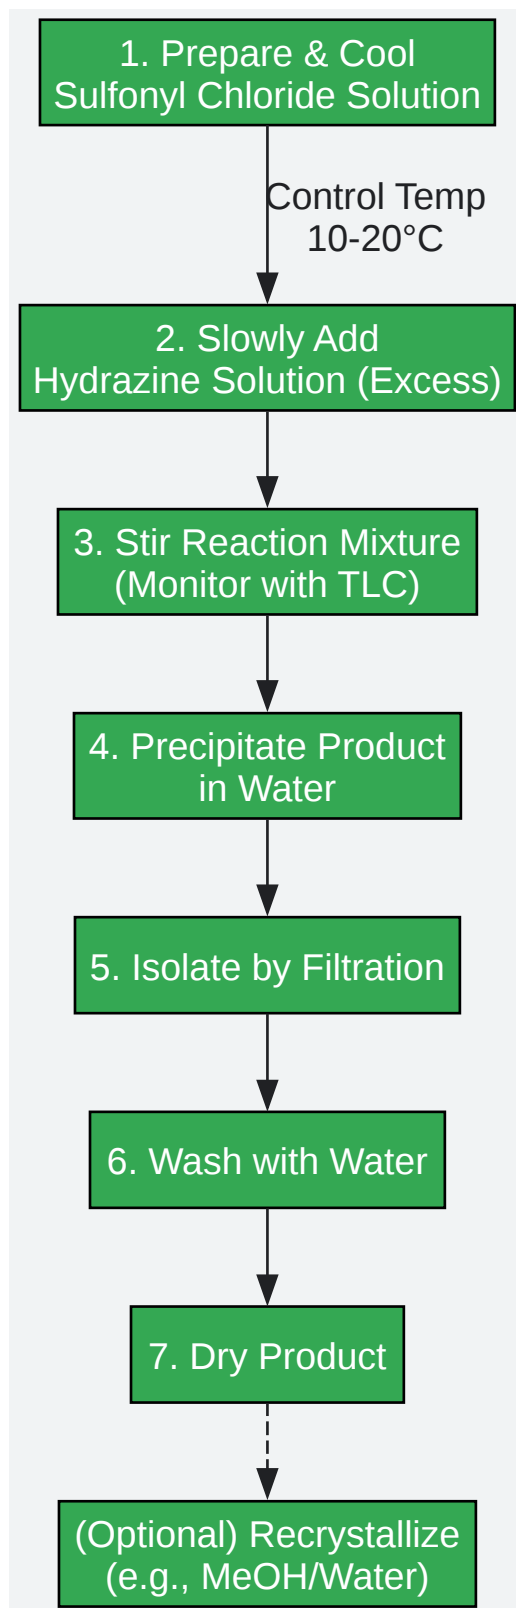 1. Prepare & Cool
Sulfonyl Chloride Solution
Control Temp
10-20°C
2. Slowly Add
Hydrazine Solution (Excess)
3. Stir Reaction Mixture
(Monitor with TLC)
4. Precipitate Product
in Water
5. Isolate by Filtration
6. Wash with Water
7. Dry Product
(Optional) Recrystallize
(e.g., MeOH/Water)